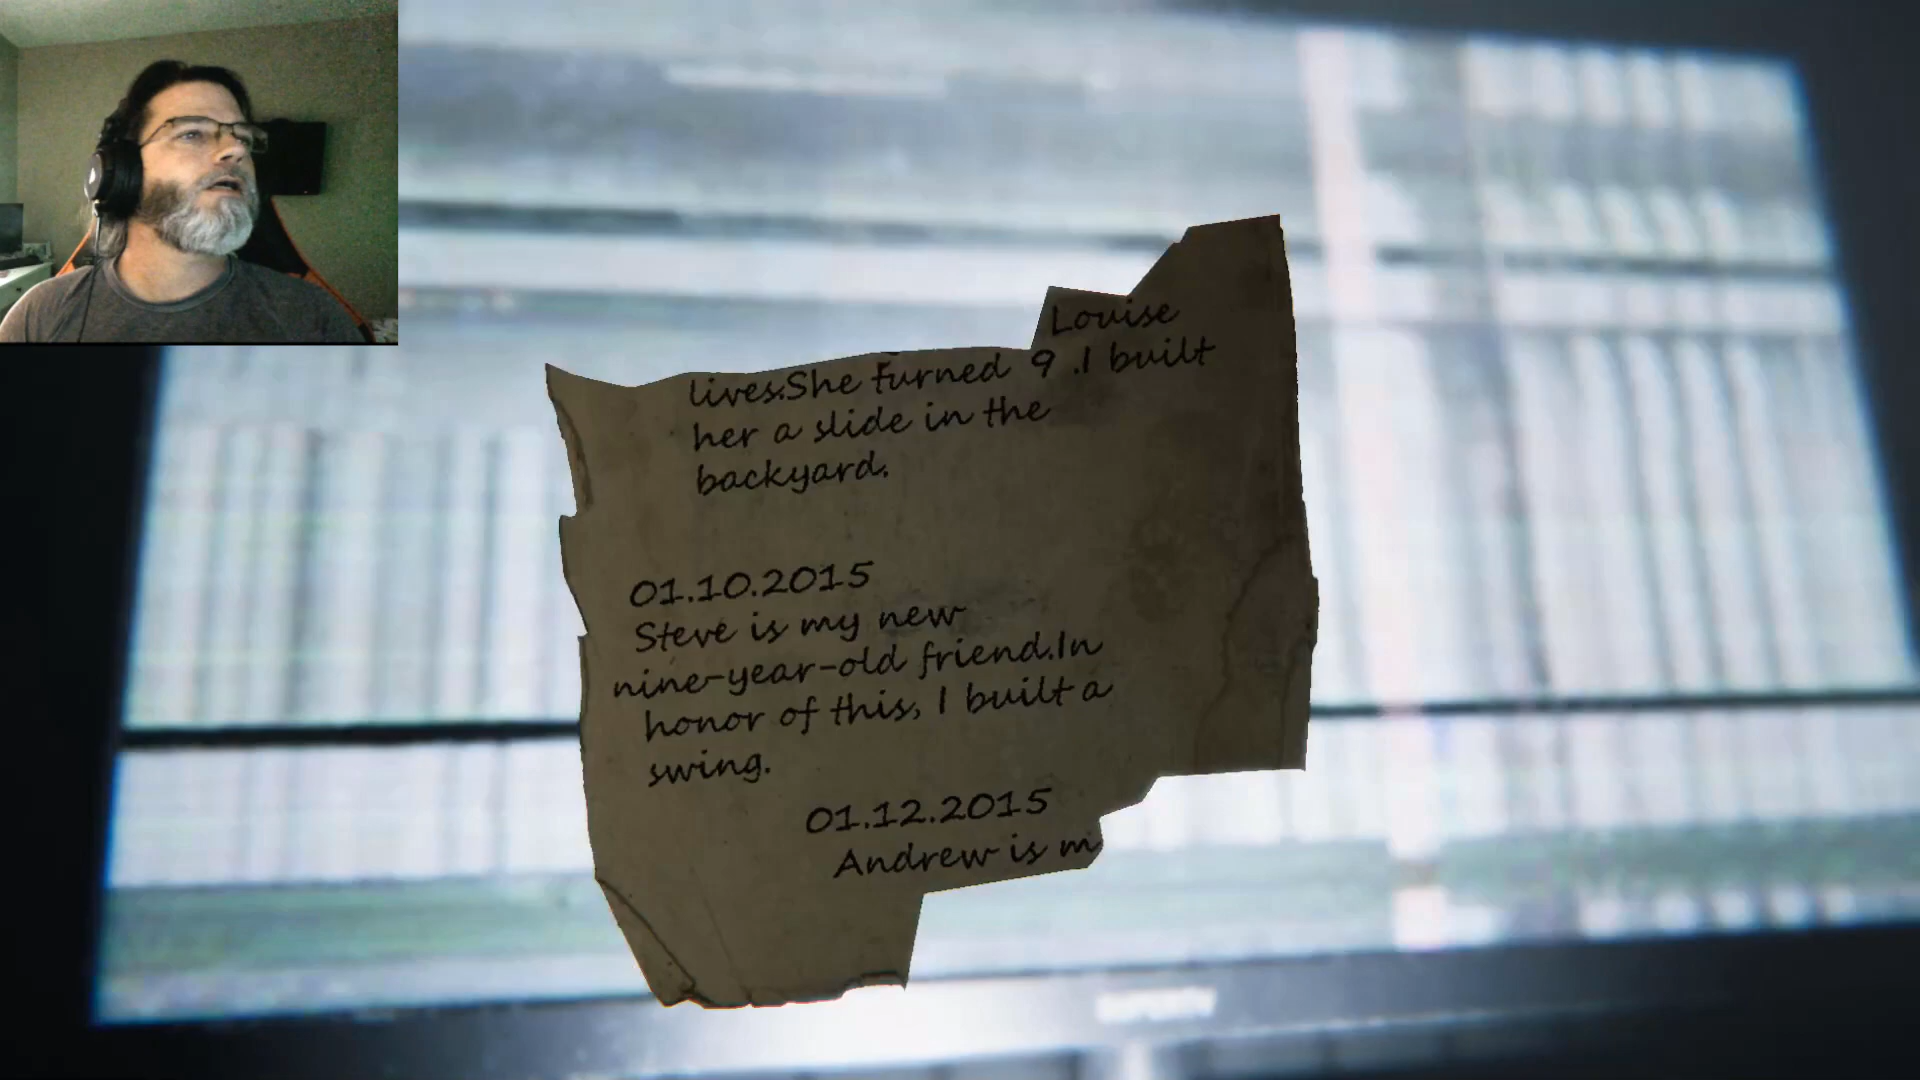 Louise
lives.She turned 9 .I built
her a slide in the
backyard.
01.10.2015
Steve is my new
nine-year-old friend.In
honor of this, I built a
swing.
01.12.2015
Andrew is m